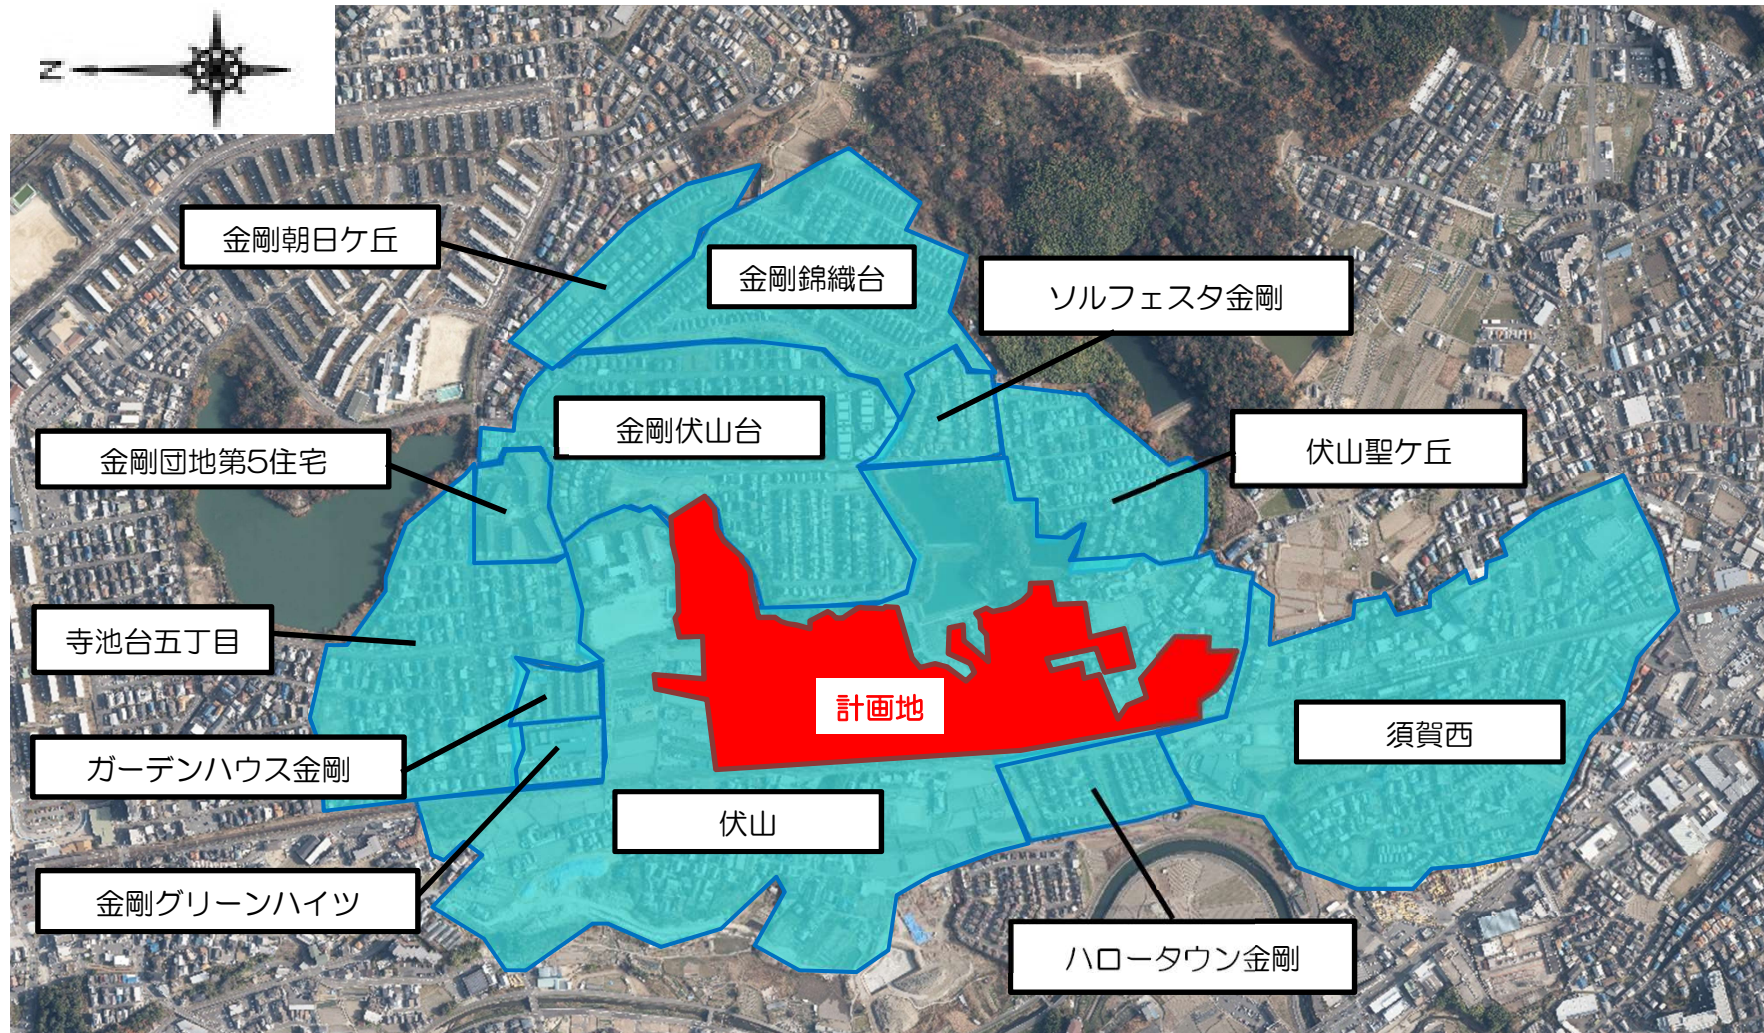 N
金剛朝日ケ丘
金剛錦織台
ソルフェスタ金剛
金剛伏山台
伏山聖ケ丘
金剛団地第5住宅
寺池台五丁目
計画地
須賀西
ガーデンハウス金剛
伏山
金剛グリーンハイツ
ハロータウン金剛